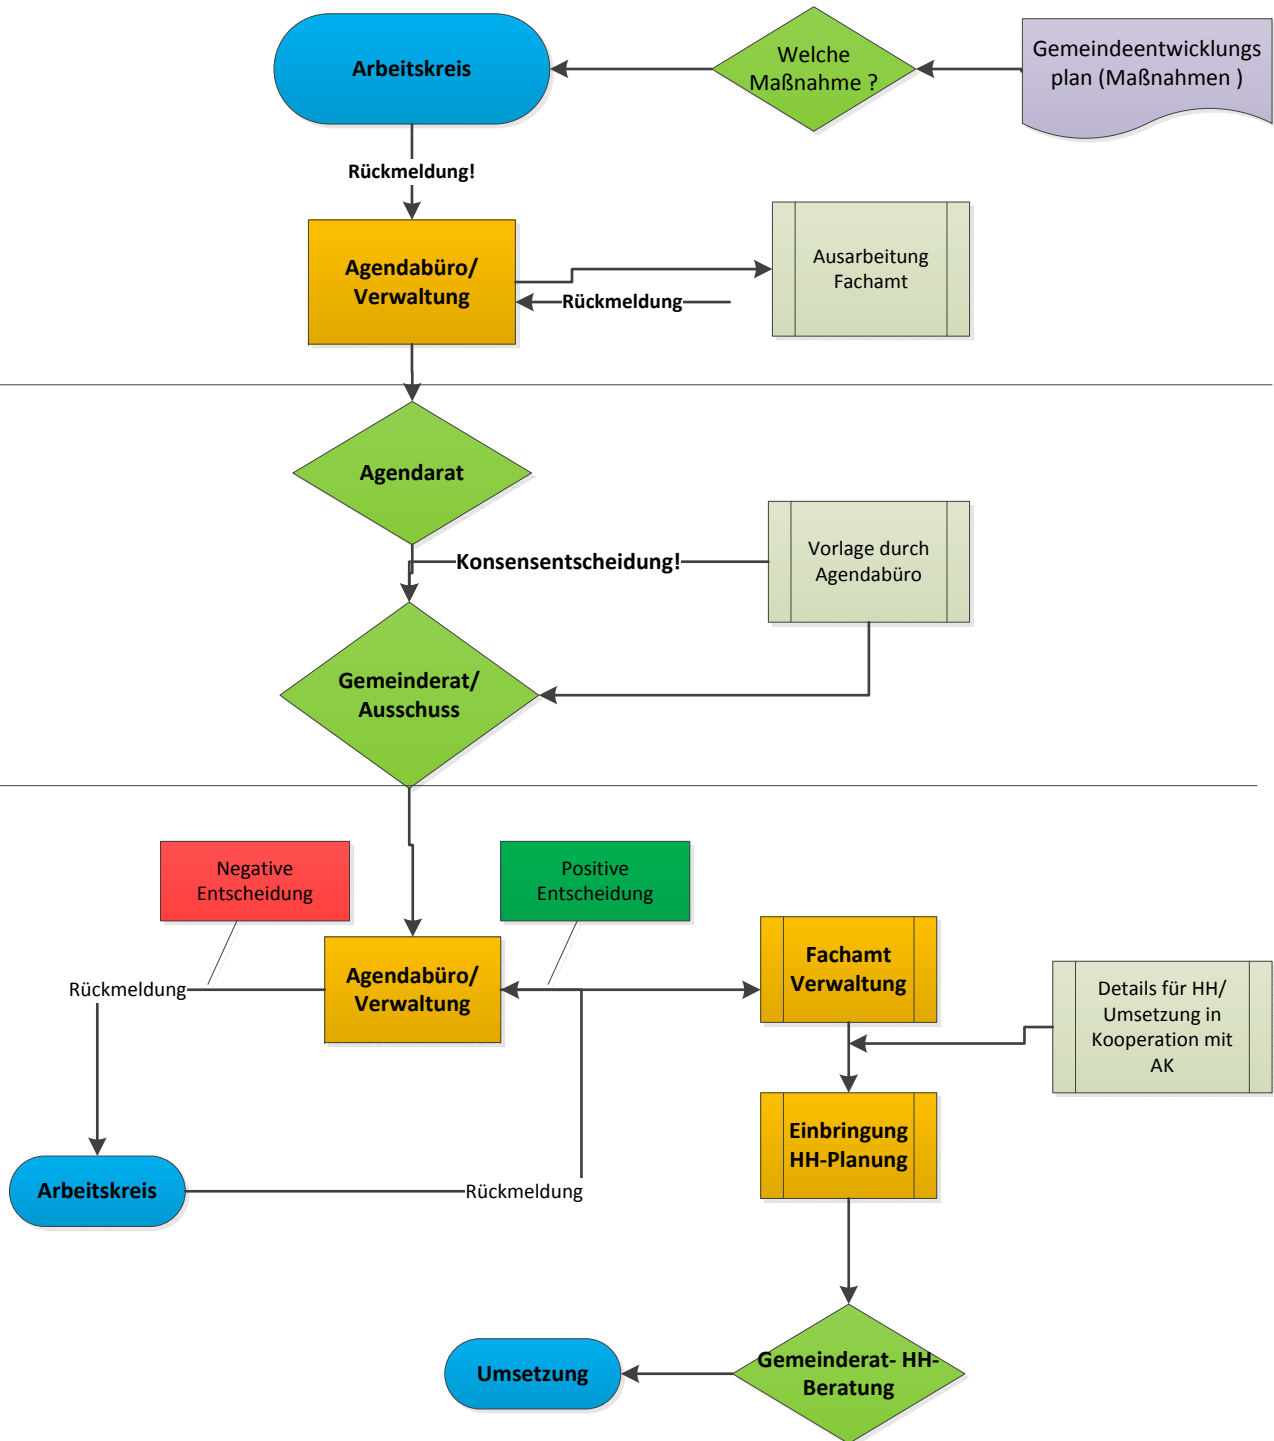 Arbeitskreis
Welche
Maßnahme ?
Gemeindeentwicklungs
plan (Maßnahmen )
Rückmeldung!
Agendabüro/
Verwaltung
Ausarbeitung
Fachamt
Rückmeldung
Agendarat
Konsensentscheidung!
Vorlage durch
Agendabüro
Gemeinderat/
Ausschuss
Negative
Entscheidung
Positive
Entscheidung
Agendabüro/
Verwaltung
Rückmeldung
Fachamt
Verwaltung
Details für HH/
Umsetzung in
Kooperation mit
AK
Einbringung
HH-Planung
Arbeitskreis
Rückmeldung
Umsetzung
Gemeinderat- HH-
Beratung